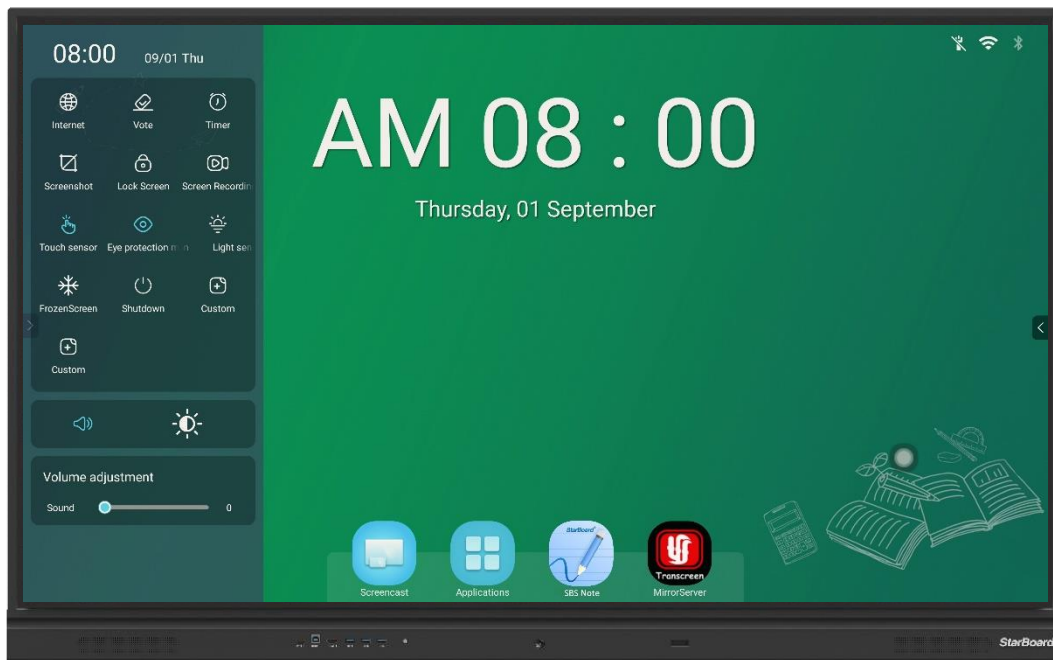 08:00 09/01 Thu
Internet Vote Timer
Screenshot Lock Screen Screen Recordin
Touch sensor Eye protection m n Light sen
FrozenScreen Shutdown Custom
Custom
Volume adjustment
Sound 0
AM 08 : 00
Thursday, 01 September
StarBoard
Transcreen
Screencast Applications SBS Note MirrorServer
StarBoard